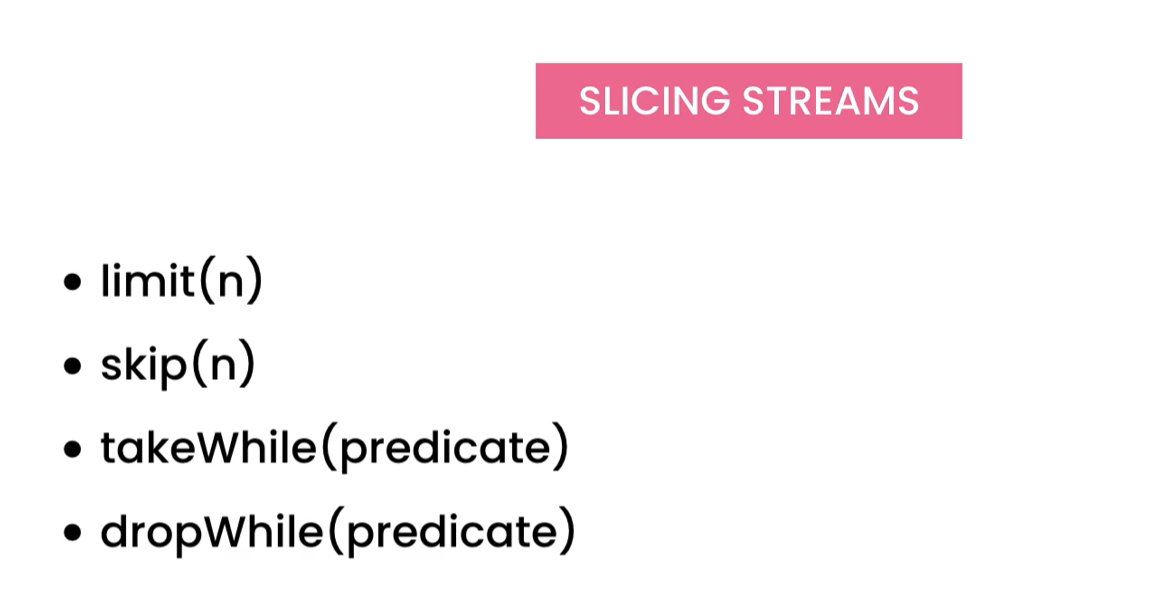 SLICING STREAMS
• limit(n)
• skip(n)
• takeWhile(predicate)
• dropWhile(predicate)